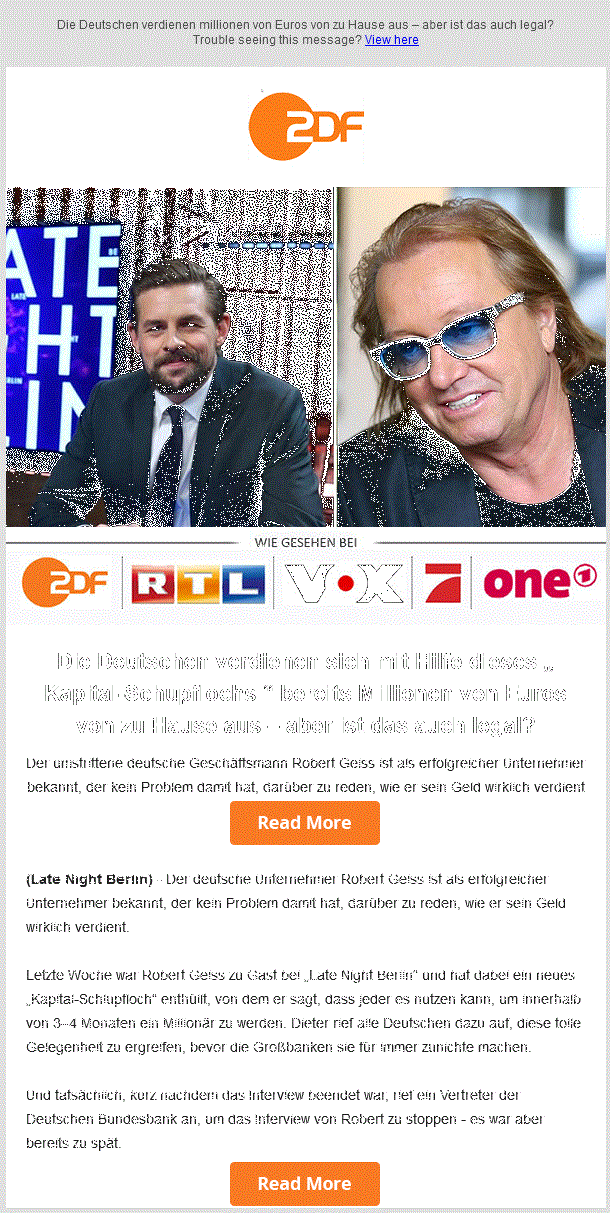 Die Deutschen verdienen millionen von Euros von zu Hause aus – aber ist das auch legal?
Trouble seeing this message? View here
ZDF
LATE
NIGHT
BERLIN
WIE GESEHEN BEI
ZDF RTL VOX 7 one
Die Deutschen verdienen sich mit Hilfe dieses „
Kapital-Schupflochs “ bereits Millionen von Euros
von zu Hause aus – aber ist das auch legal?
Der umstrittene deutsche Geschäftsmann Robert Geiss ist als erfolgreicher Unternehmer
bekannt, der kein Problem damit hat, darüber zu reden, wie er sein Geld wirklich verdient
Read More
(Late Night Berlin) - Der deutsche Unternehmer Robert Geiss ist als erfolgreicher
Unternehmer bekannt, der kein Problem damit hat, darüber zu reden, wie er sein Geld
wirklich verdient.
Letzte Woche war Robert Geiss zu Gast bei „Late Night Berlin“ und hat dabei ein neues
„Kapital-Schlupfloch“ enthüllt, von dem er sagt, dass jeder es nutzen kann, um innerhalb
von 3–4 Monaten ein Millionär zu werden. Dieter rief alle Deutschen dazu auf, diese tolle
Gelegenheit zu ergreifen, bevor die Großbanken sie für immer zunichte machen.
Und tatsächlich, kurz nachdem das Interview beendet war, rief ein Vertreter der
Deutschen Bundesbank an, um das Interview von Robert zu stoppen - es war aber
bereits zu spät.
Read More